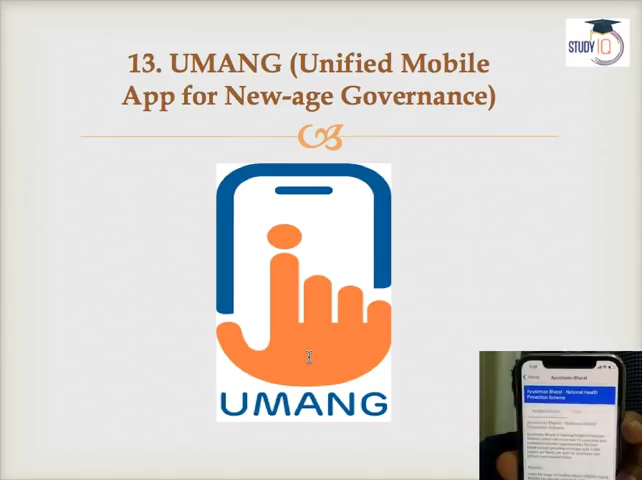 STUDY IQ
13. UMANG (Unified Mobile
App for New-age Governance)
UMANG
Home
Ayushman Bharat
Ayushman Bharat - National Health
Protection Scheme